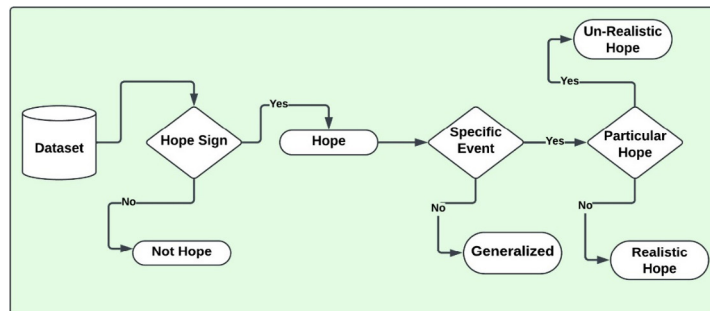 Un-Realistic
Hope
Yes
Yes
Dataset
Hope Sign
Hope
Specific
Event
Yes
Particular
Hope
No
No
No
Not Hope
Generalized
Realistic
Hope